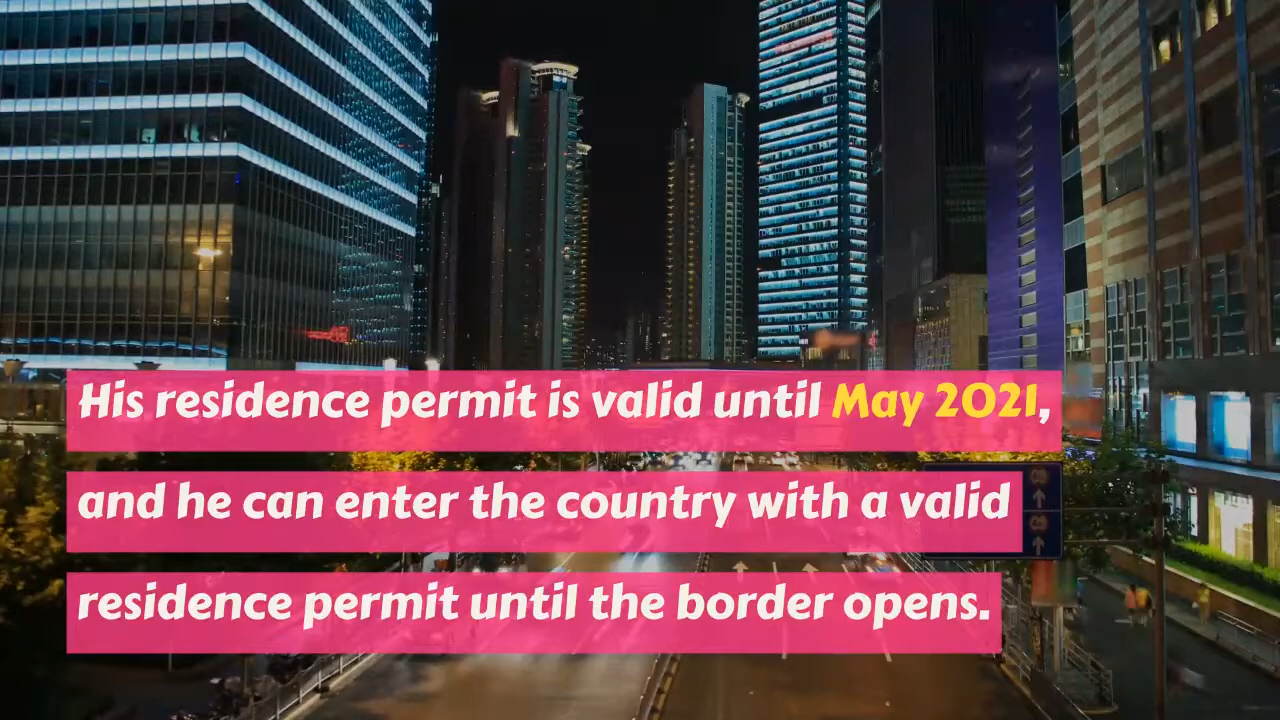 His residence permit is valid until May 2021,
and he can enter the country with a valid
residence permit until the border opens.